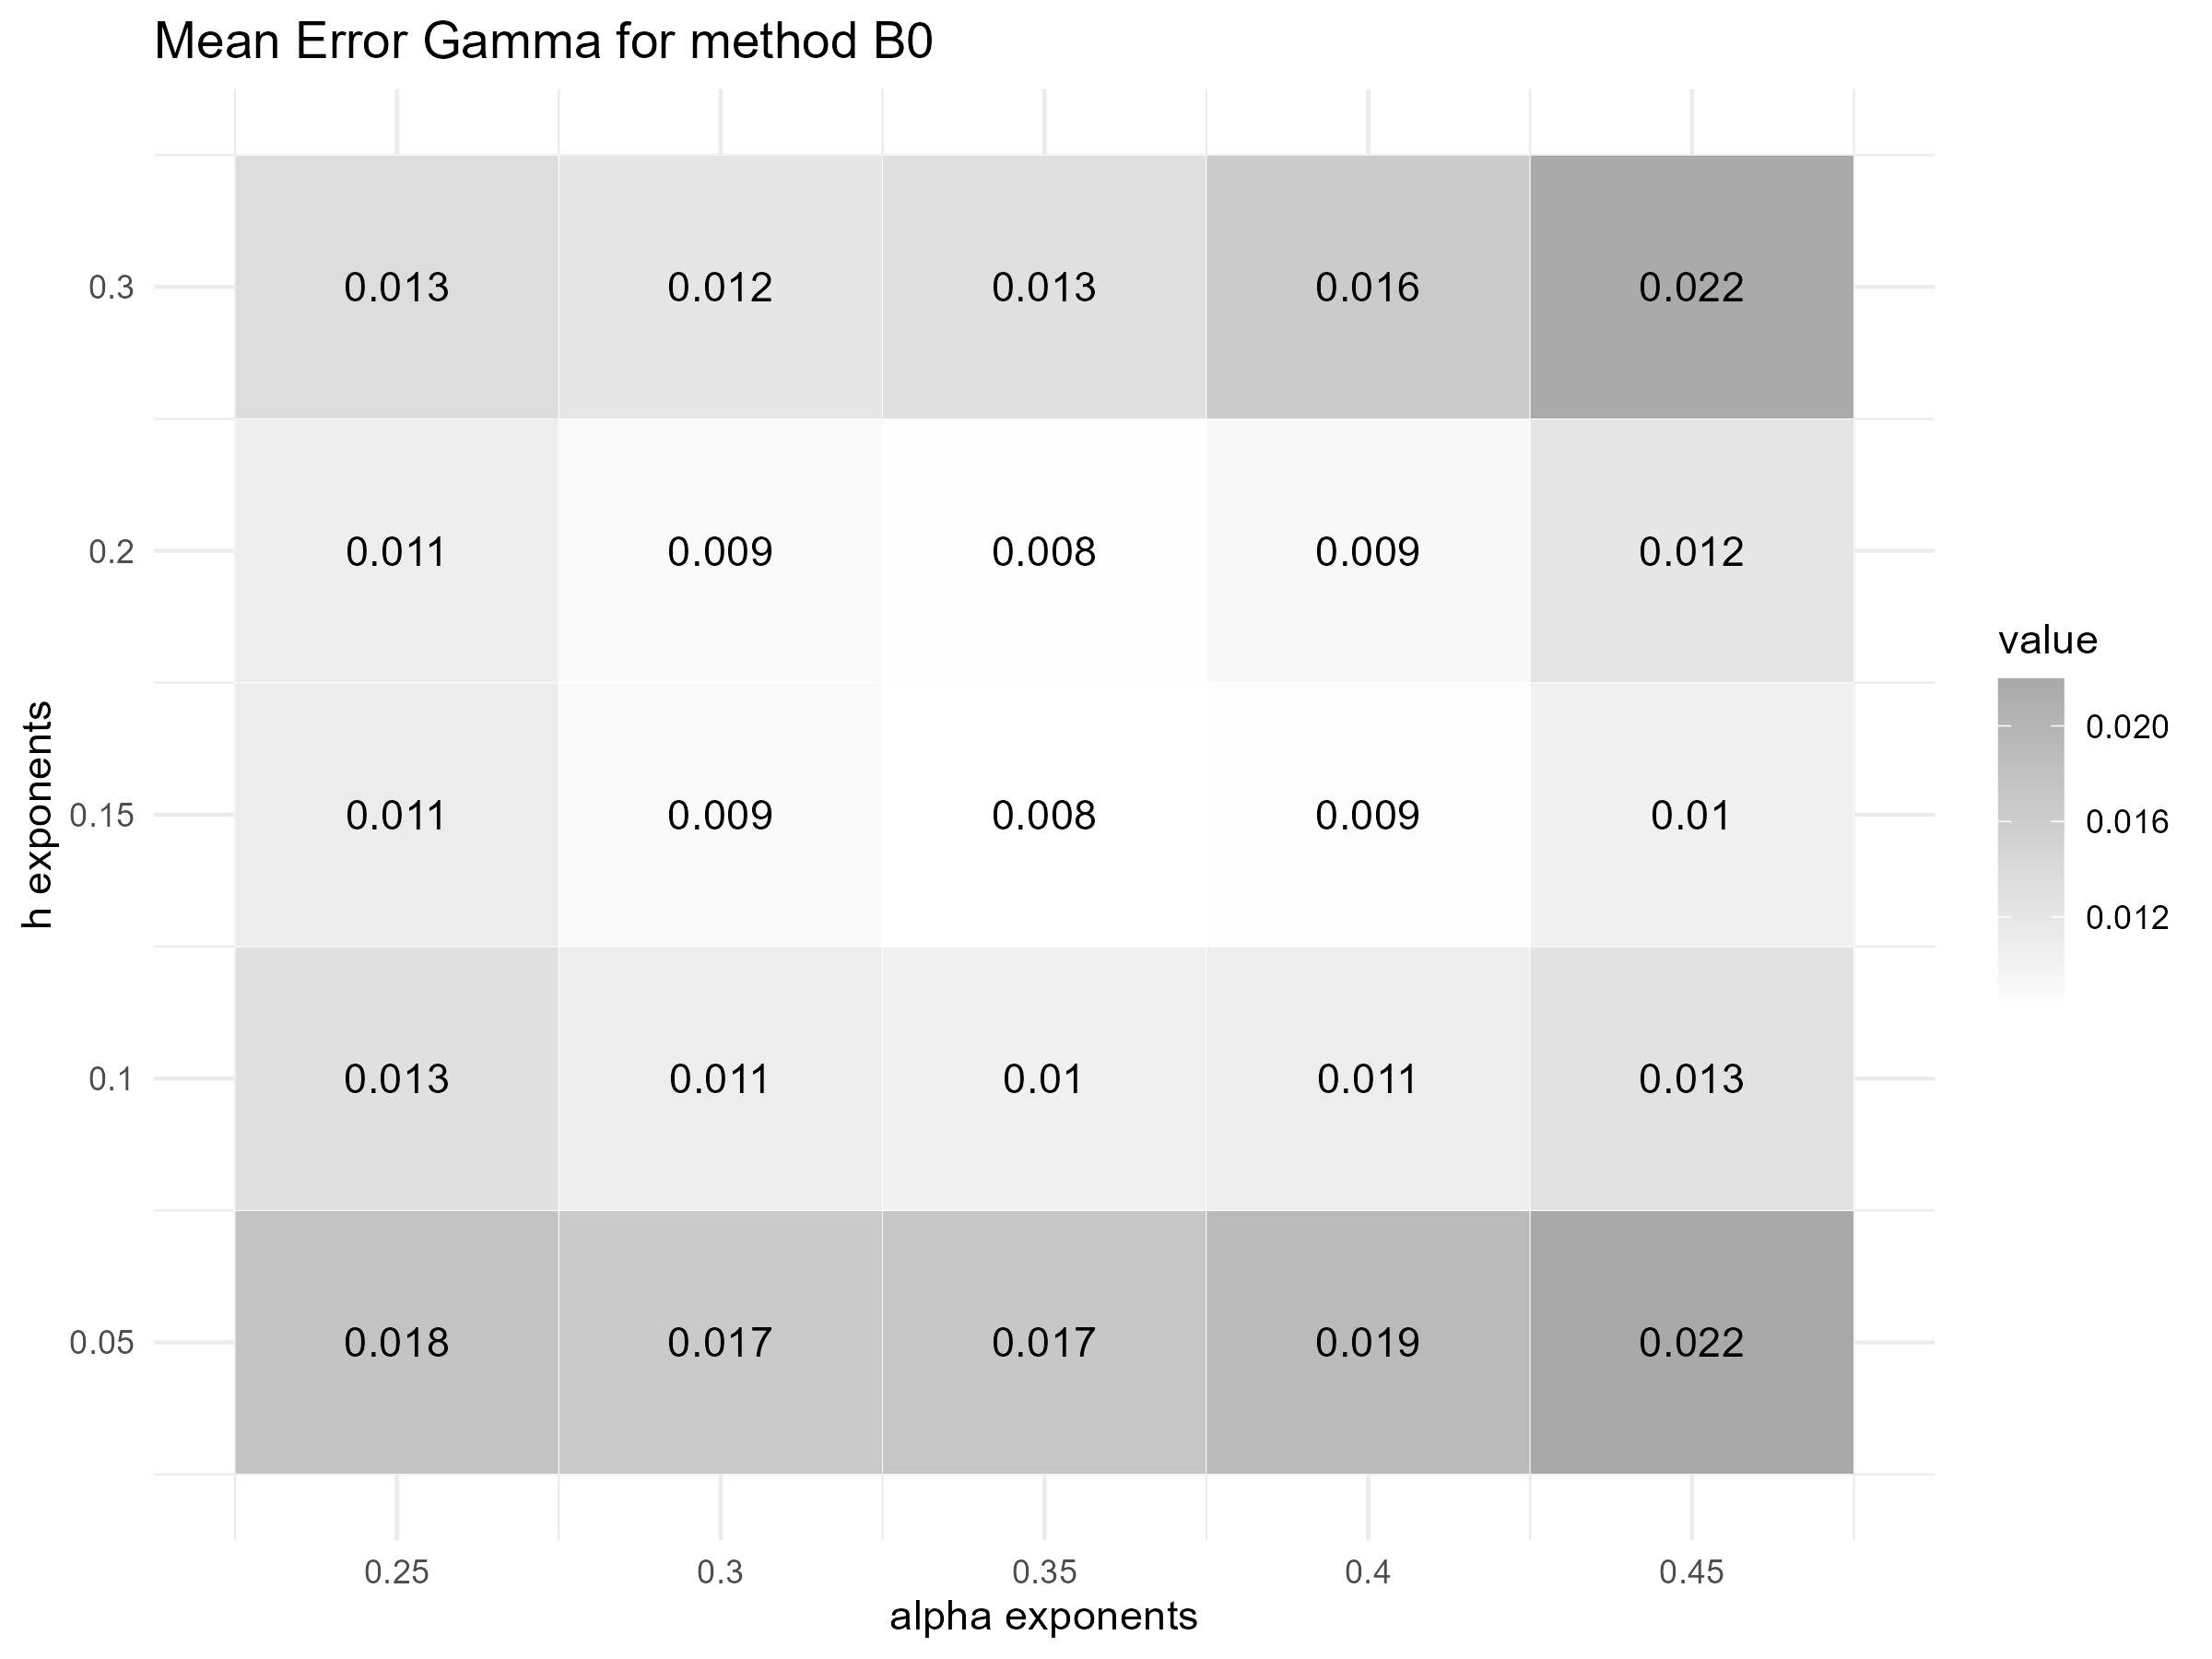 Mean Error Gamma for method B0
0.3 0.013 0.012 0.013 0.016 0.022
0.2 0.011 0.009 0.008 0.009 0.012
0.15 0.011 0.009 0.008 0.009 0.01
0.1 0.013 0.011 0.01 0.011 0.013
0.05 0.018 0.017 0.017 0.019 0.022
0.25 0.3 0.35 0.4 0.45
alpha exponents
h exponents
value
0.020
0.016
0.012